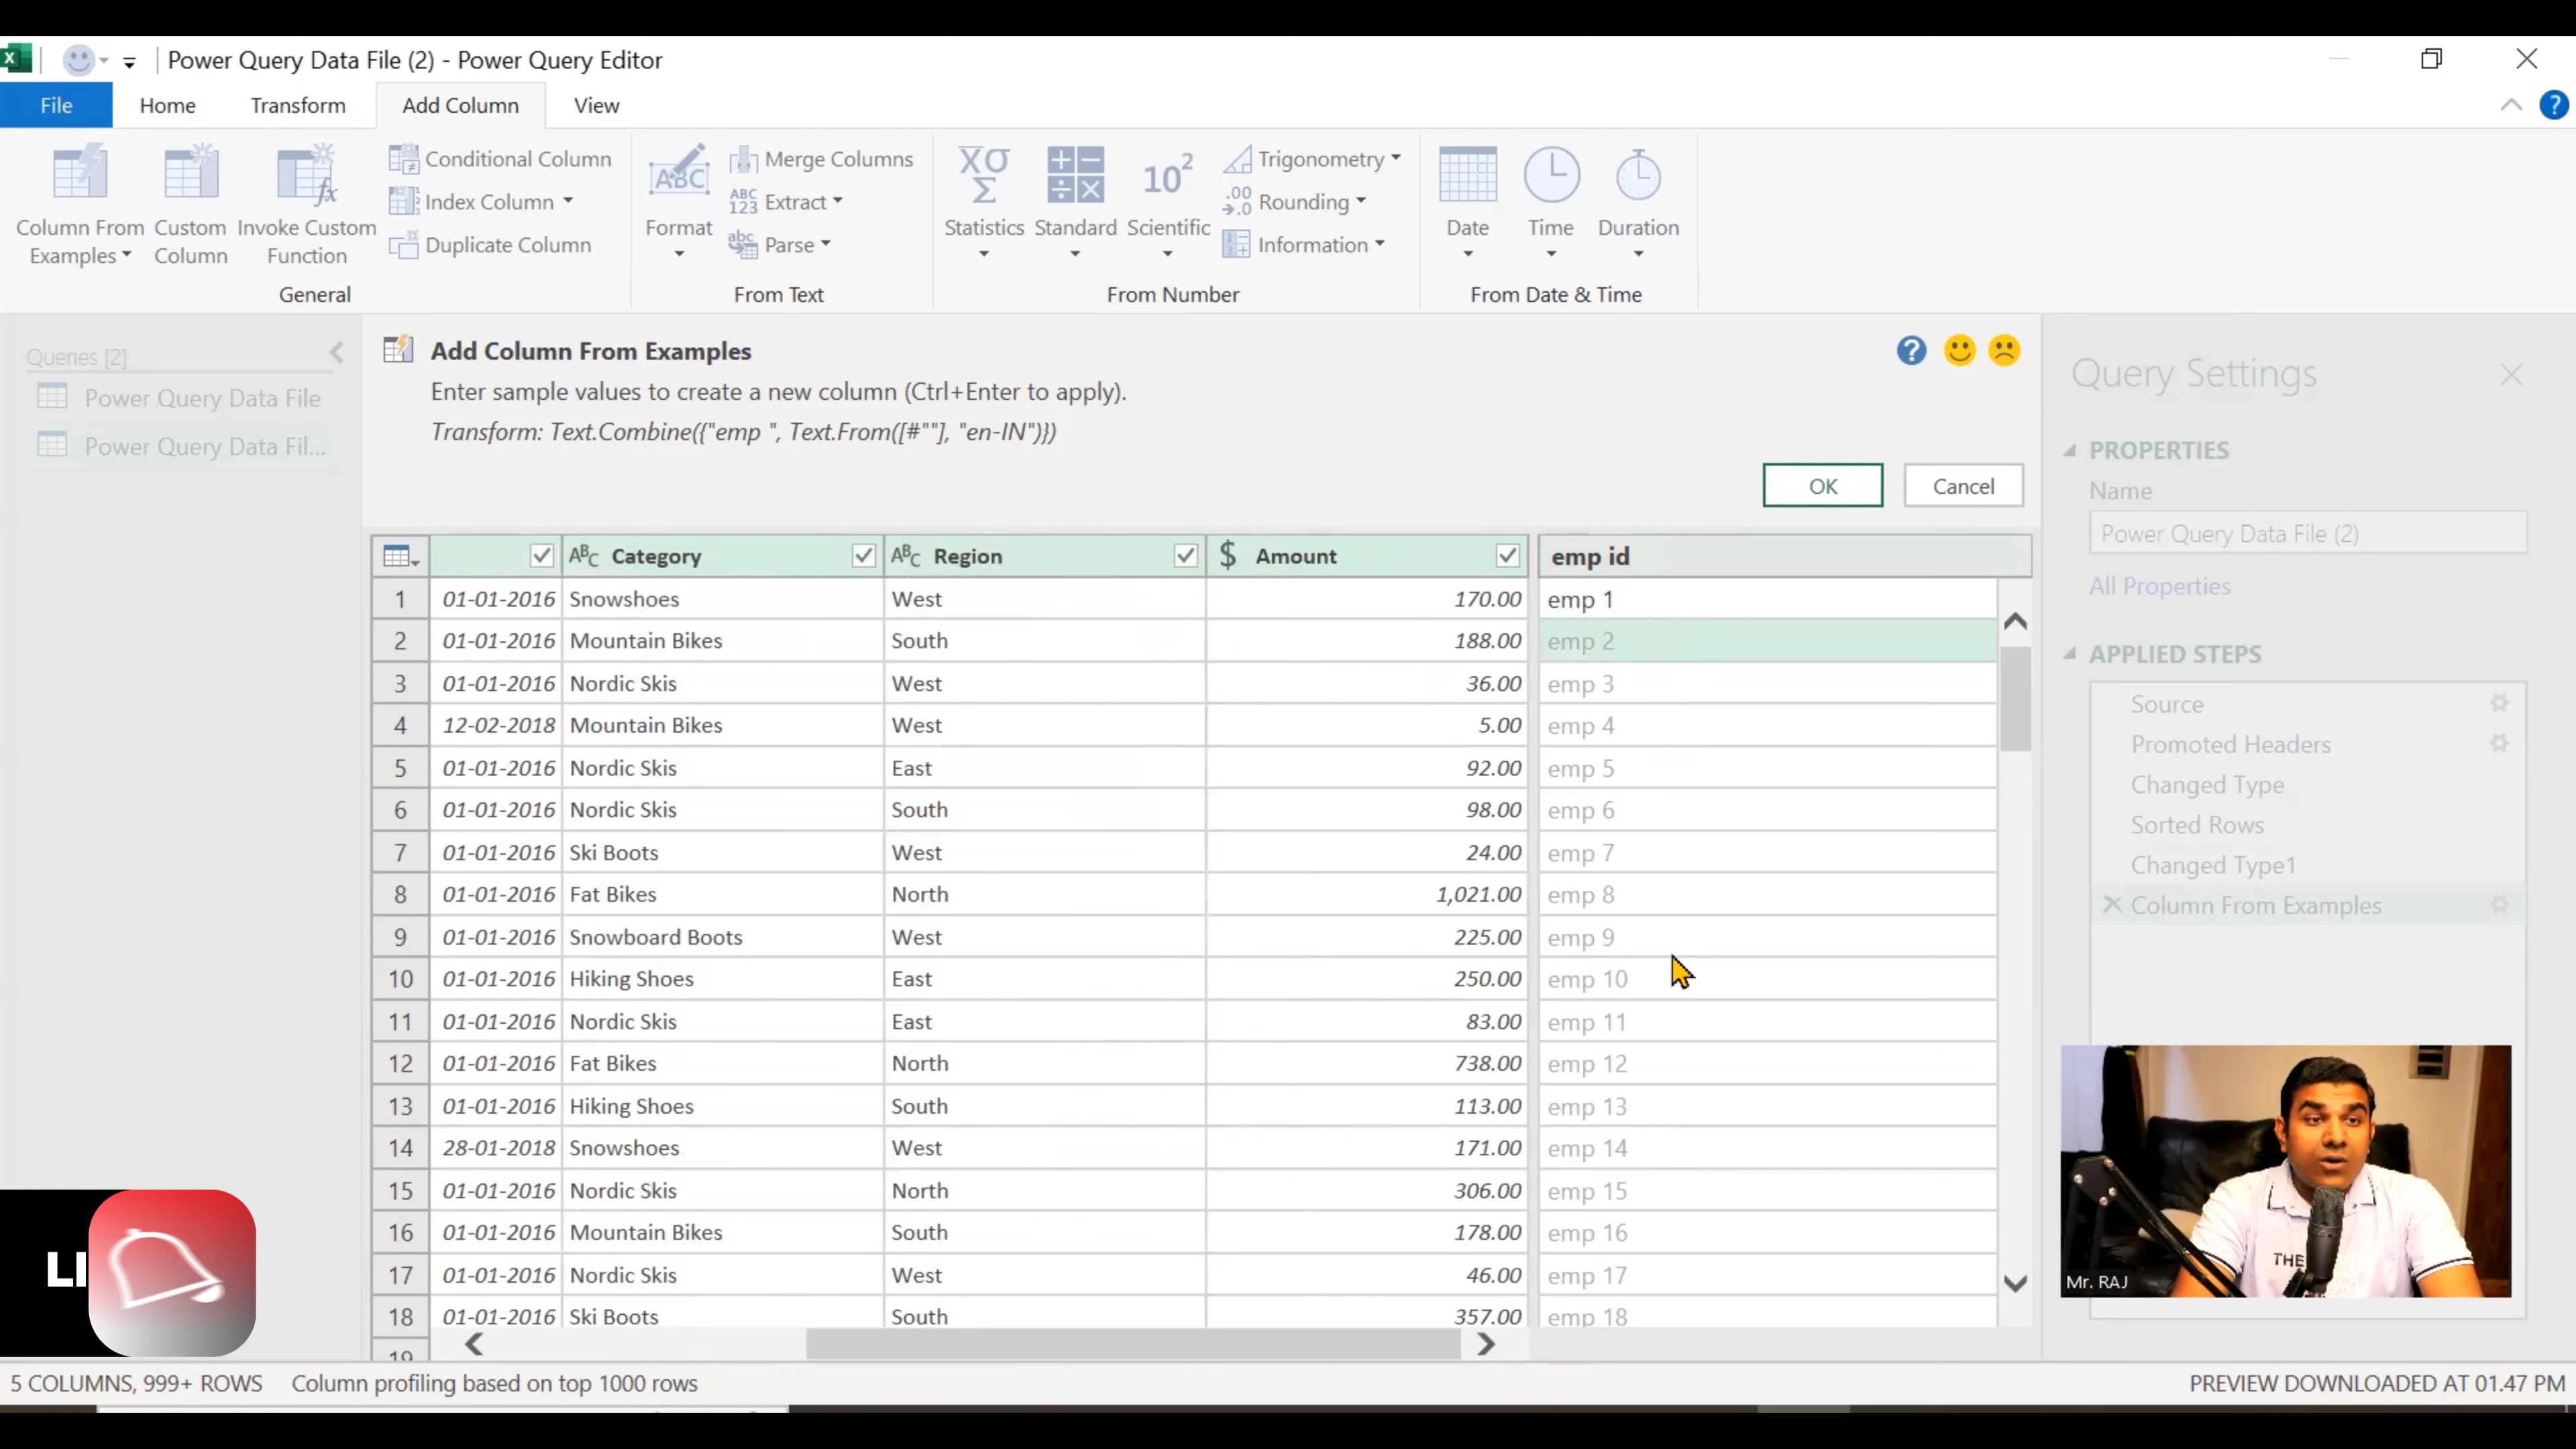 Power Query Data File (2) - Power Query Editor
File Home Transform Add Column View
Column From Examples
Custom Column
Invoke Custom Function
Conditional Column
Index Column
Duplicate Column
General
Format
Merge Columns
Extract
Parse
From Text
Statistics
Standard
Scientific
Trigonometry
Rounding
Information
From Number
Date
Time
Duration
From Date & Time
Queries [2]
Power Query Data File
Power Query Data Fil...
Add Column From Examples
Enter sample values to create a new column (Ctrl+Enter to apply).
Transform: Text.Combine({"emp ", Text.From([#""], "en-IN")})
OK Cancel
Category Region $ Amount emp id
1 01-01-2016 Snowshoes West 170.00 emp 1
2 01-01-2016 Mountain Bikes South 188.00 emp 2
3 01-01-2016 Nordic Skis West 36.00 emp 3
4 12-02-2018 Mountain Bikes West 5.00 emp 4
5 01-01-2016 Nordic Skis East 92.00 emp 5
6 01-01-2016 Nordic Skis South 98.00 emp 6
7 01-01-2016 Ski Boots West 24.00 emp 7
8 01-01-2016 Fat Bikes North 1,021.00 emp 8
9 01-01-2016 Snowboard Boots West 225.00 emp 9
10 01-01-2016 Hiking Shoes East 250.00 emp 10
11 01-01-2016 Nordic Skis East 83.00 emp 11
12 01-01-2016 Fat Bikes North 738.00 emp 12
13 01-01-2016 Hiking Shoes South 113.00 emp 13
14 28-01-2018 Snowshoes West 171.00 emp 14
15 01-01-2016 Nordic Skis North 306.00 emp 15
16 01-01-2016 Mountain Bikes South 178.00 emp 16
17 01-01-2016 Nordic Skis West 46.00 emp 17
18 01-01-2016 Ski Boots South 357.00 emp 18
19
Query Settings
PROPERTIES
Name
Power Query Data File (2)
All Properties
APPLIED STEPS
Source
Promoted Headers
Changed Type
Sorted Rows
Changed Type1
Column From Examples
THE
Mr. RAJ
LI
5 COLUMNS, 999+ ROWS Column profiling based on top 1000 rows PREVIEW DOWNLOADED AT 01.47 PM